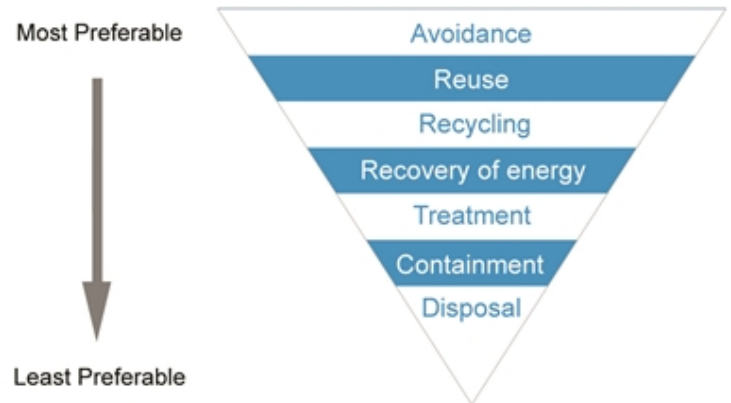 Most Preferable
Avoidance
Reuse
Recycling
Recovery of energy
Treatment
Containment
Disposal
Least Preferable